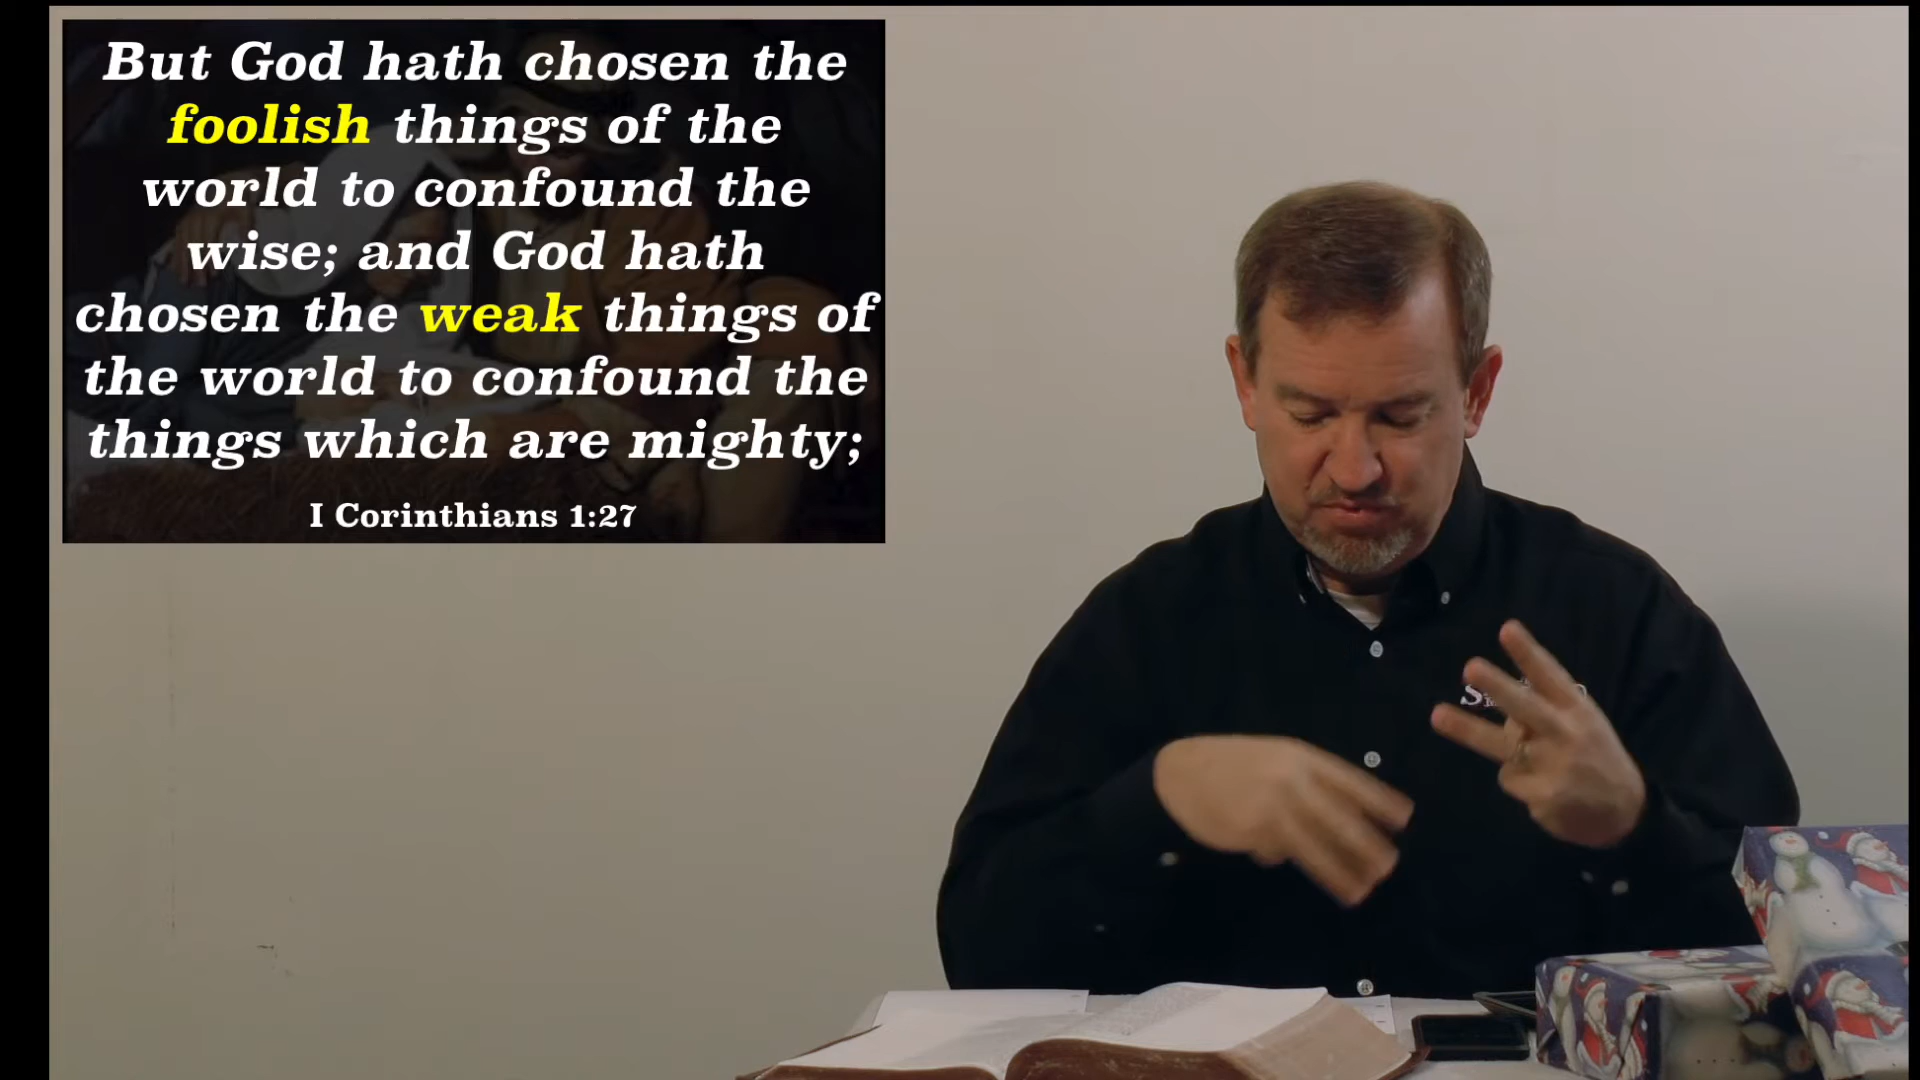 But God hath chosen the
foolish things of the
world to confound the
wise; and God hath
chosen the weak things of
the world to confound the
things which are mighty;
I Corinthians 1:27